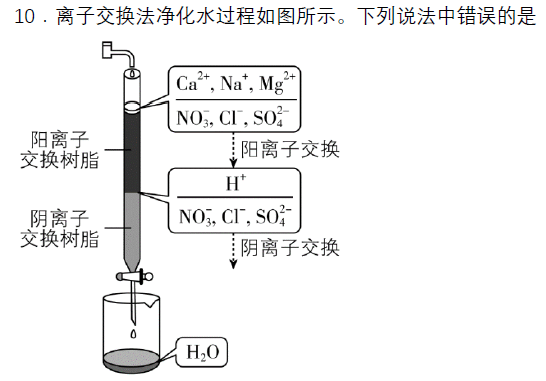 10．离子交换法净化水过程如图所示。下列说法中错误的是
Ca²⁺, Na⁺, Mg²⁺
NO₃⁻, Cl⁻, SO₄²⁻
阳离子交换
阳离子
交换树脂
H⁺
NO₃⁻, Cl⁻, SO₄²⁻
阴离子
交换树脂
阴离子交换
H₂O